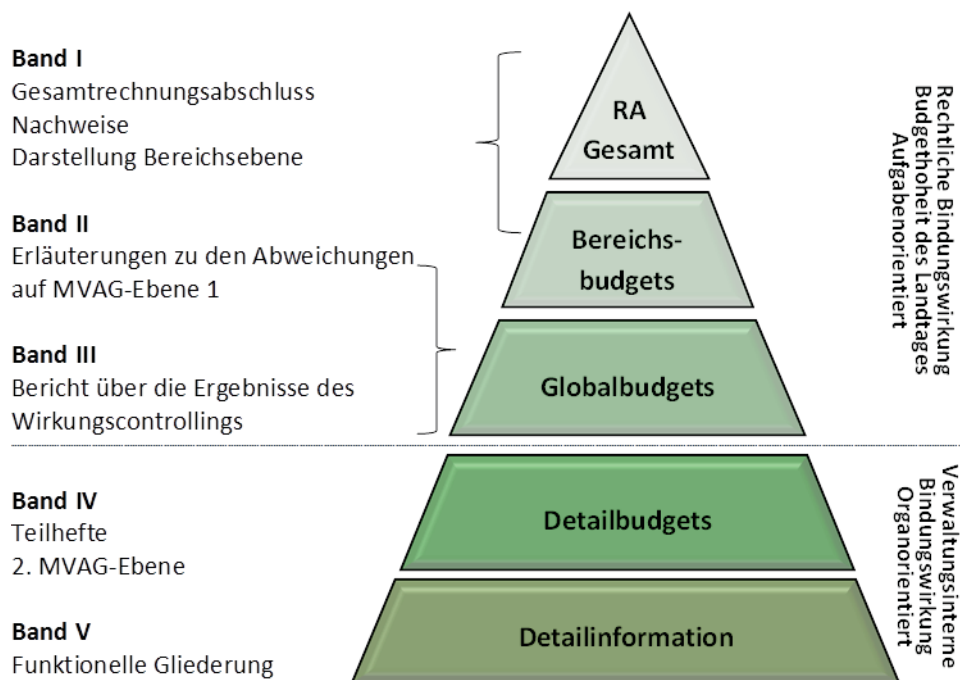 Band I
Gesamtrechnungsabschluss
Nachweise
Darstellung Bereichsebene
Band II
Erläuterungen zu den Abweichungen
auf MVAG-Ebene 1
Band III
Bericht über die Ergebnisse des
Wirkungscontrollings
Band IV
Teilhefte
2. MVAG-Ebene
Band V
Funktionelle Gliederung
RA
Gesamt
Bereichs-
budgets
Globalbudgets
Detailbudgets
Detailinformation
Rechtliche Bindungswirkung
Budgethoheit des Landtages
Aufgabenorientiert
Verwaltungsinterne
Bindungswirkung
Organorientiert